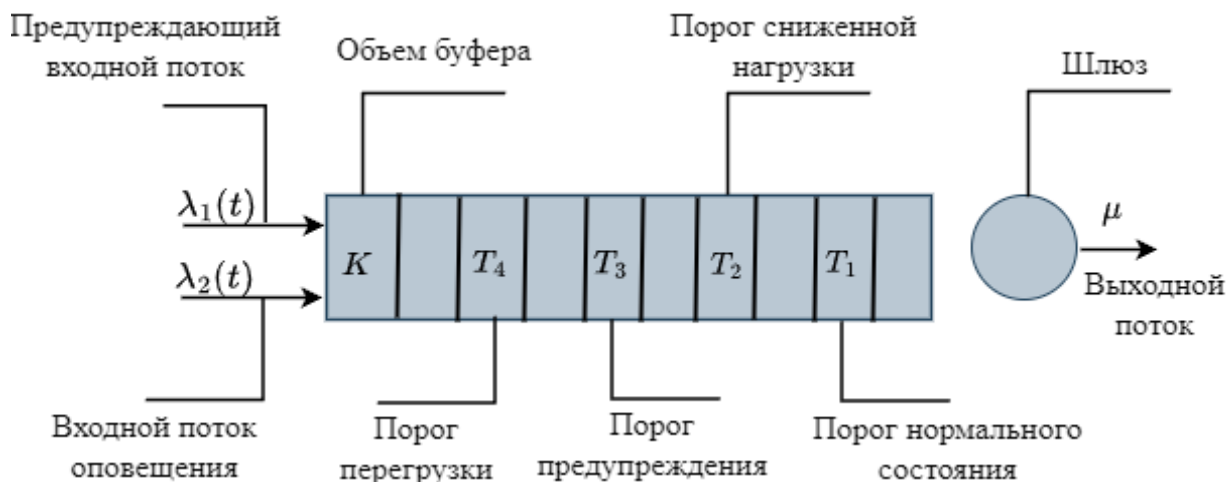 Предупреждающий
входной поток
Объем буфера
Порог сниженной
нагрузки
Шлюз
λ₁(t)
λ₂(t)
K
T₄
T₃
T₂
T₁
μ
Выходной
поток
Входной поток
оповещения
Порог
перегрузки
Порог
предупреждения
Порог нормального
состояния